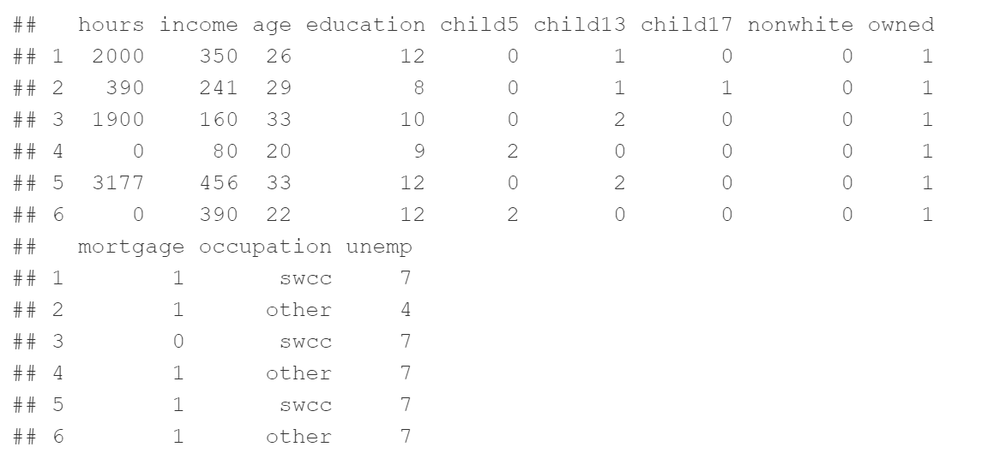 ##   hours income age education child5 child13 child17 nonwhite owned
## 1  2000    350  26        12      0       1       0        0     1
## 2   390    241  29         8      0       1       1        0     1
## 3  1900    160  33        10      0       2       0        0     1
## 4     0     80  20         9      2       0       0        0     1
## 5  3177    456  33        12      0       2       0        0     1
## 6     0    390  22        12      2       0       0        0     1
##   mortgage occupation unemp
## 1        1       swcc     7
## 2        1      other     4
## 3        0       swcc     7
## 4        1      other     7
## 5        1       swcc     7
## 6        1      other     7